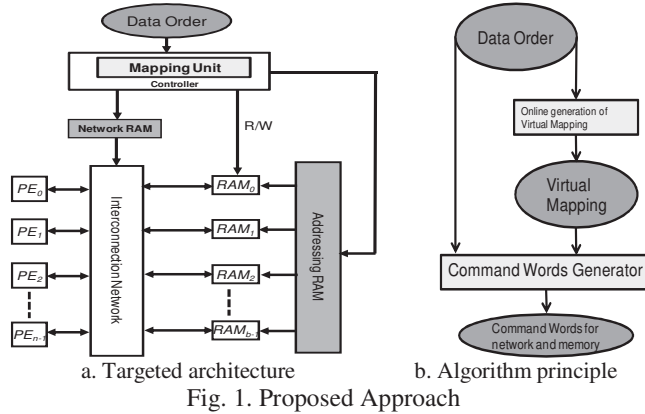 Data Order
Mapping Unit
Controller
Network RAM
R/W
PE0
PE1
PE2
PEn-1
Interconnection Network
RAM0
RAM1
RAM2
RAMb-1
Addressing RAM
a. Targeted architecture
Data Order
Online generation of
Virtual Mapping
Virtual
Mapping
Command Words Generator
Command Words for
network and memory
b. Algorithm principle
Fig. 1. Proposed Approach